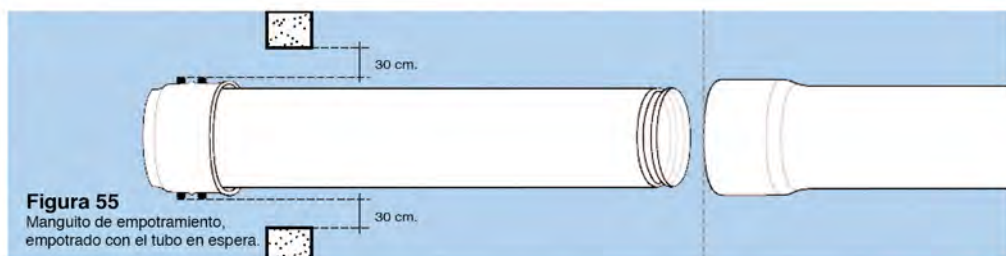 30 cm.
30 cm.
Figura 55
Manguito de empotramiento,
empotrado con el tubo en espera.